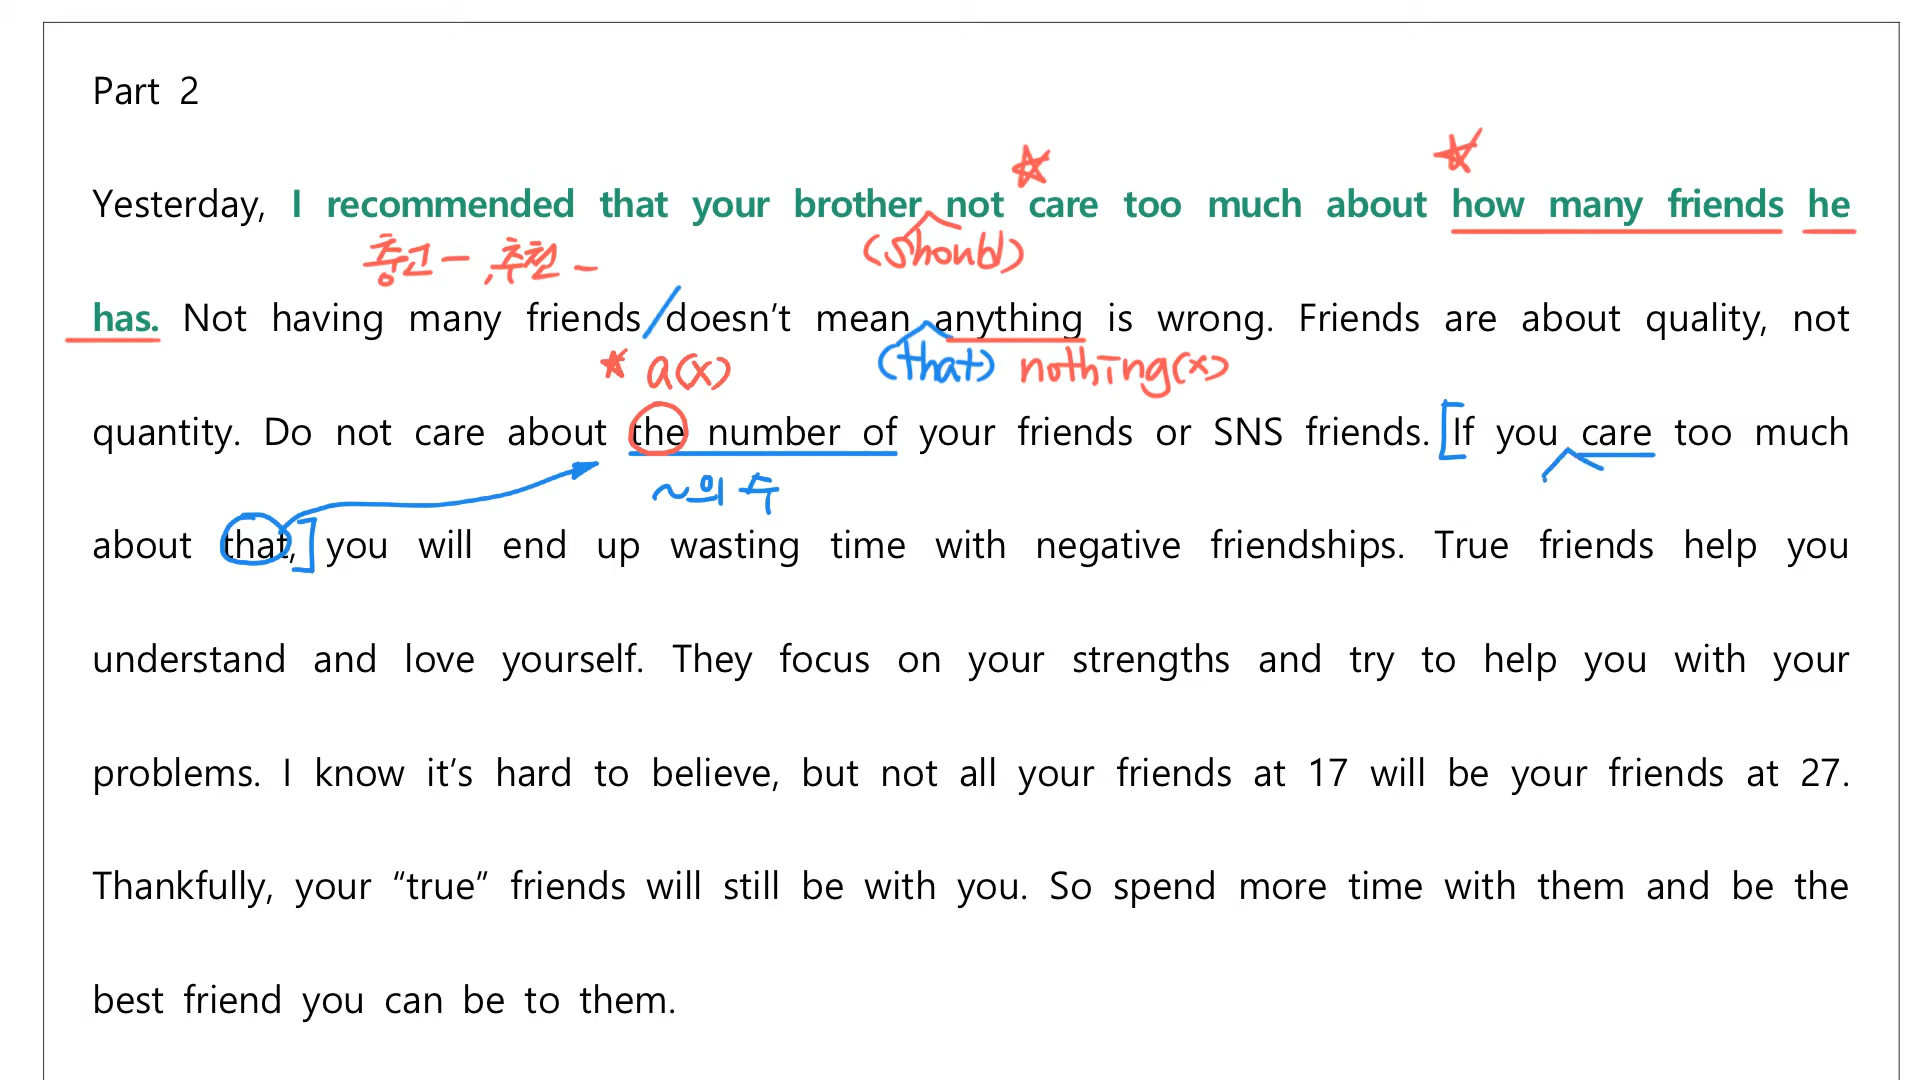 Part 2
Yesterday, I recommended that your brother not care too much about how many friends he
충고-, 추천- (should)
has. Not having many friends / doesn't mean anything is wrong. Friends are about quality, not
a(x) (that) nothing(x)
quantity. Do not care about the number of your friends or SNS friends. [If you care too much
~의 수
about that,] you will end up wasting time with negative friendships. True friends help you
understand and love yourself. They focus on your strengths and try to help you with your
problems. I know it's hard to believe, but not all your friends at 17 will be your friends at 27.
Thankfully, your “true” friends will still be with you. So spend more time with them and be the
best friend you can be to them.